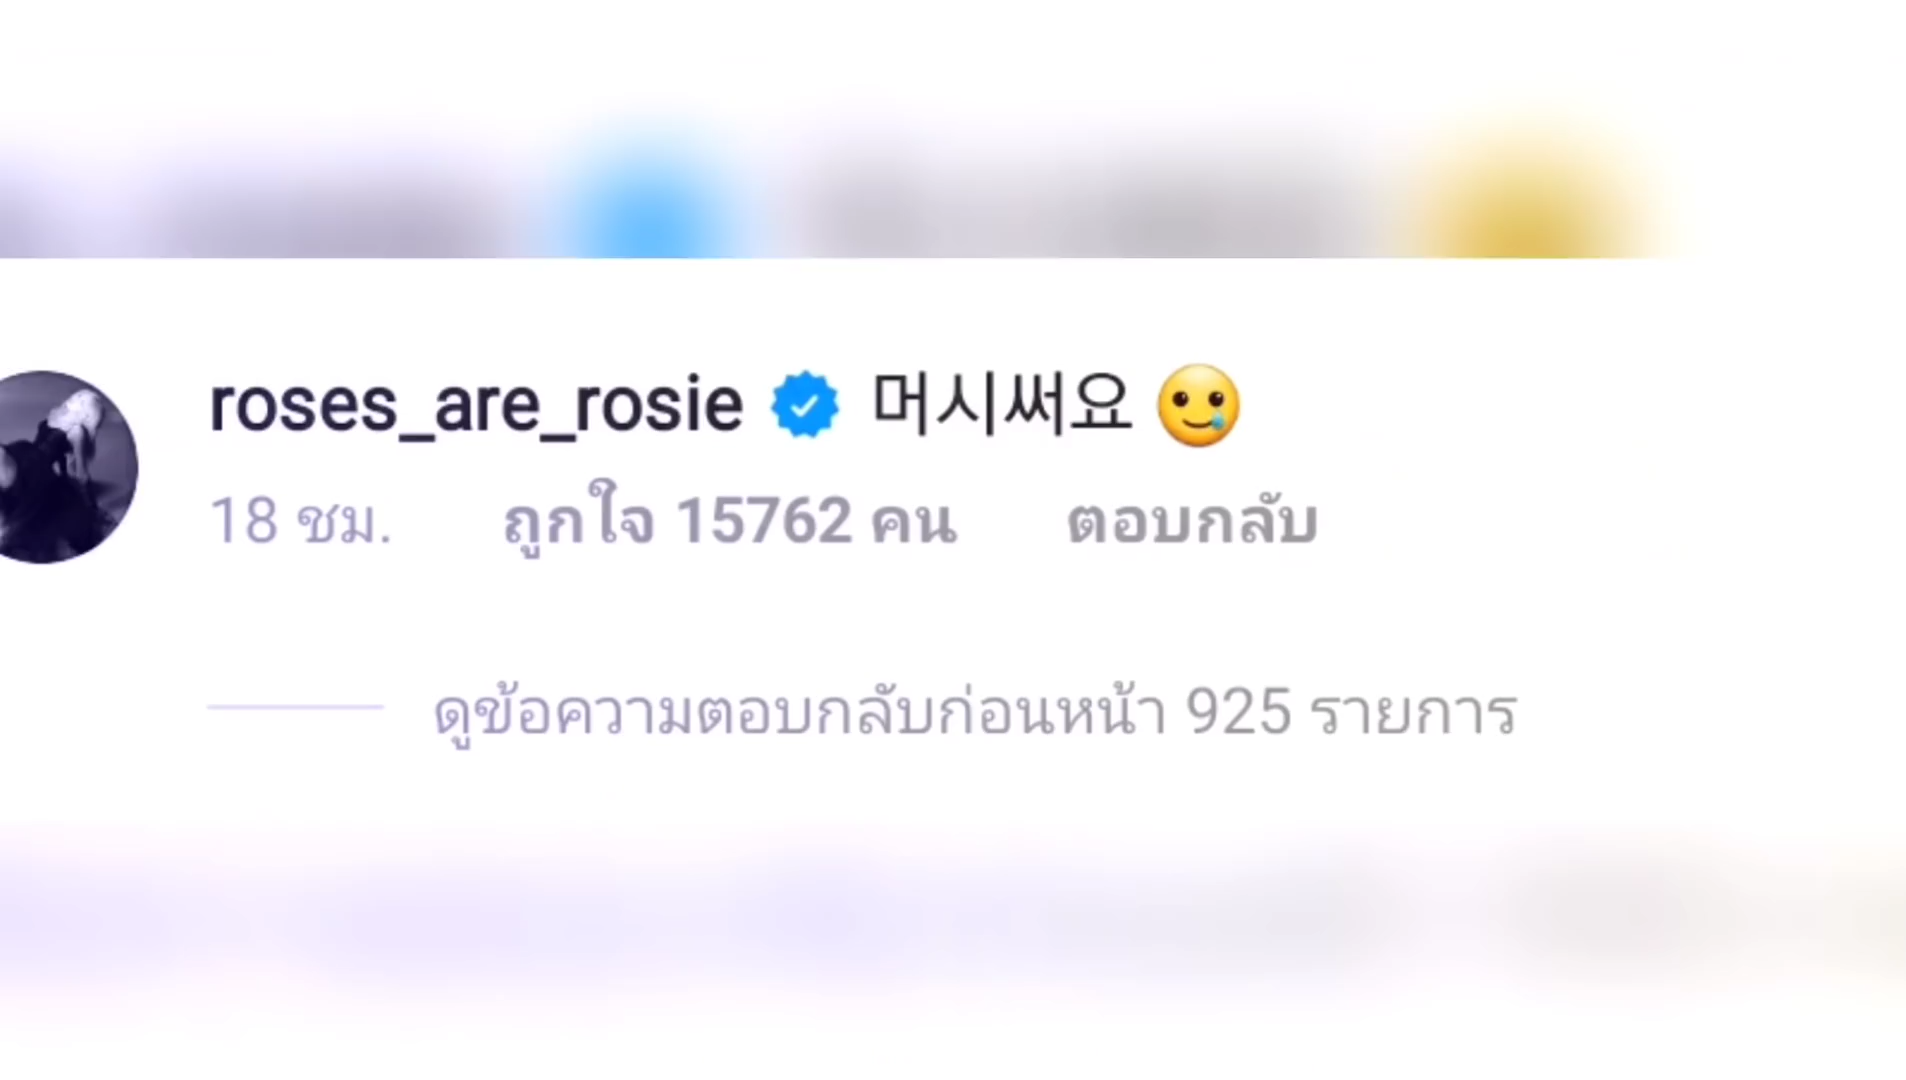 roses_are_rosie 머시써요 🥲
18 ชม. ถูกใจ 15762 คน ตอบกลับ
ดูข้อความตอบกลับก่อนหน้า 925 รายการ